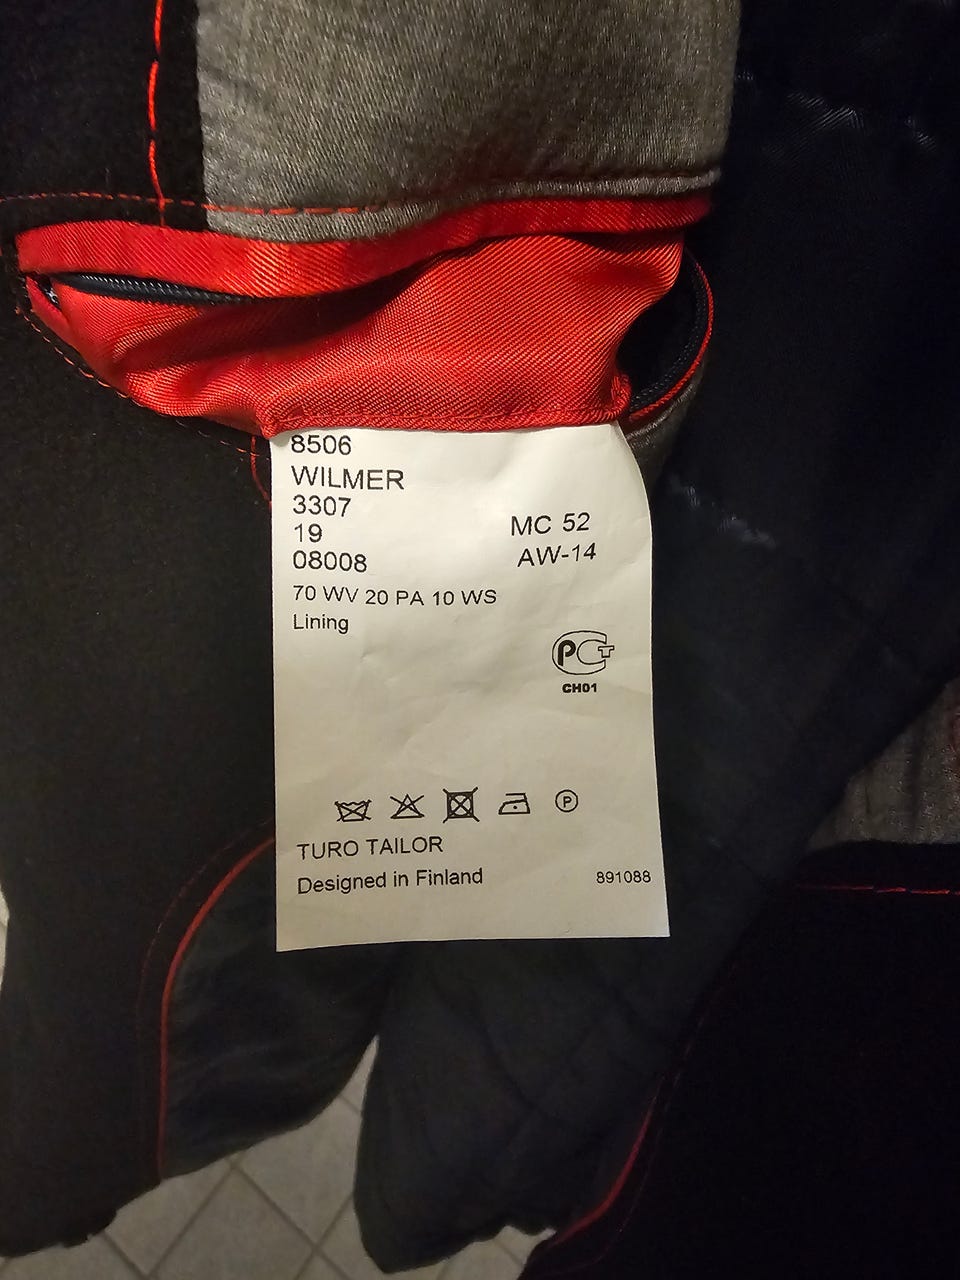 8506
WILMER
3307
19 MC 52
08008 AW-14
70 WV 20 PA 10 WS
Lining
РСТ
CH01
P
TURO TAILOR
Designed in Finland 891088